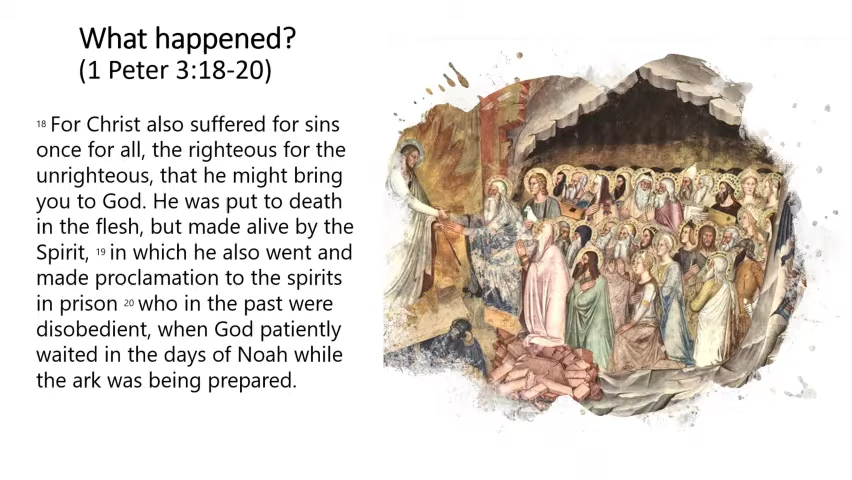 What happened?
(1 Peter 3:18-20)
18 For Christ also suffered for sins
once for all, the righteous for the
unrighteous, that he might bring
you to God. He was put to death
in the flesh, but made alive by the
Spirit, 19 in which he also went and
made proclamation to the spirits
in prison 20 who in the past were
disobedient, when God patiently
waited in the days of Noah while
the ark was being prepared.